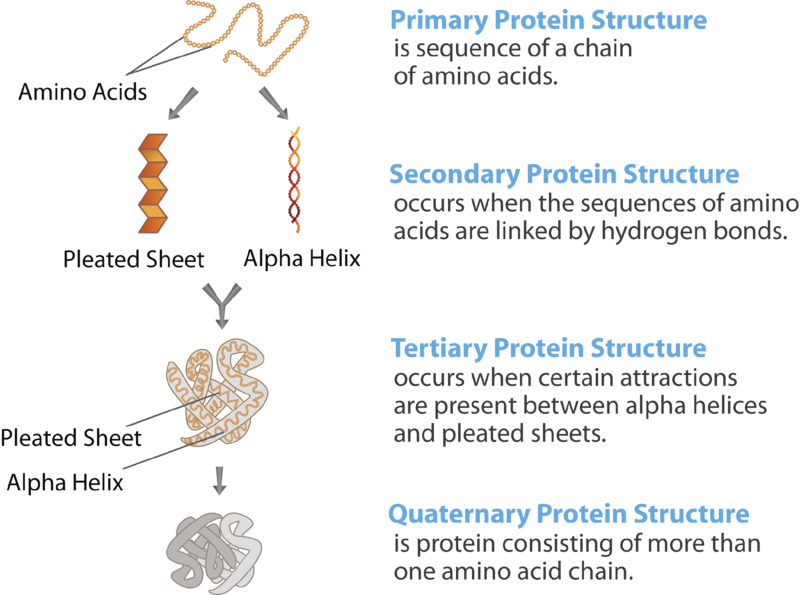 Primary Protein Structure
is sequence of a chain
of amino acids.
Amino Acids
Secondary Protein Structure
occurs when the sequences of amino
acids are linked by hydrogen bonds.
Pleated Sheet
Alpha Helix
Tertiary Protein Structure
occurs when certain attractions
are present between alpha helices
and pleated sheets.
Pleated Sheet
Alpha Helix
Quaternary Protein Structure
is protein consisting of more than
one amino acid chain.